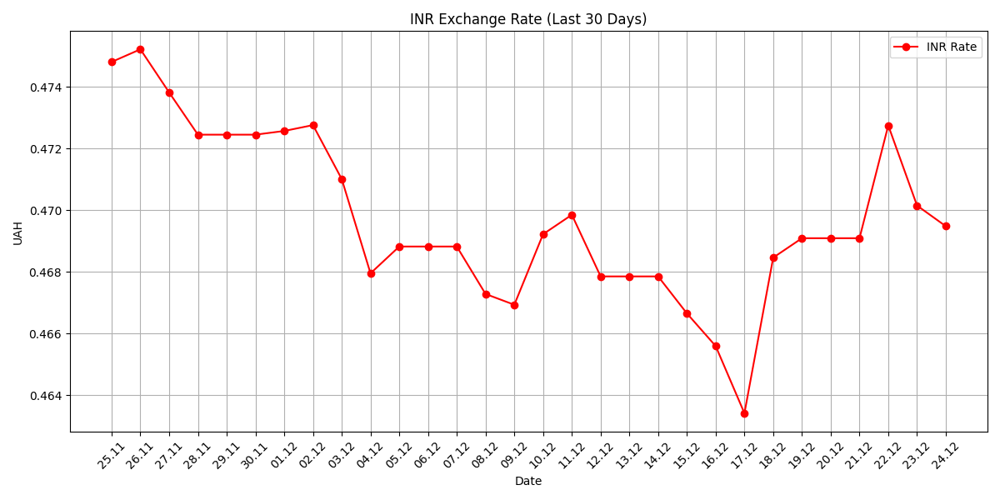 INR Exchange Rate (Last 30 Days)
INR Rate
UAH
0.474
0.472
0.470
0.468
0.466
0.464
25.11 26.11 27.11 28.11 29.11 30.11 01.12 02.12 03.12 04.12 05.12 06.12 07.12 08.12 09.12 10.12 11.12 12.12 13.12 14.12 15.12 16.12 17.12 18.12 19.12 20.12 21.12 22.12 23.12 24.12
Date